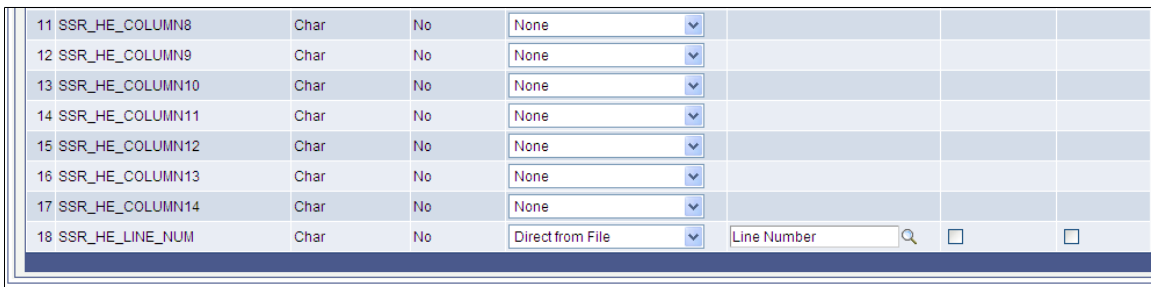 11 SSR_HE_COLUMN8 Char No None
12 SSR_HE_COLUMN9 Char No None
13 SSR_HE_COLUMN10 Char No None
14 SSR_HE_COLUMN11 Char No None
15 SSR_HE_COLUMN12 Char No None
16 SSR_HE_COLUMN13 Char No None
17 SSR_HE_COLUMN14 Char No None
18 SSR_HE_LINE_NUM Char No Direct from File Line Number